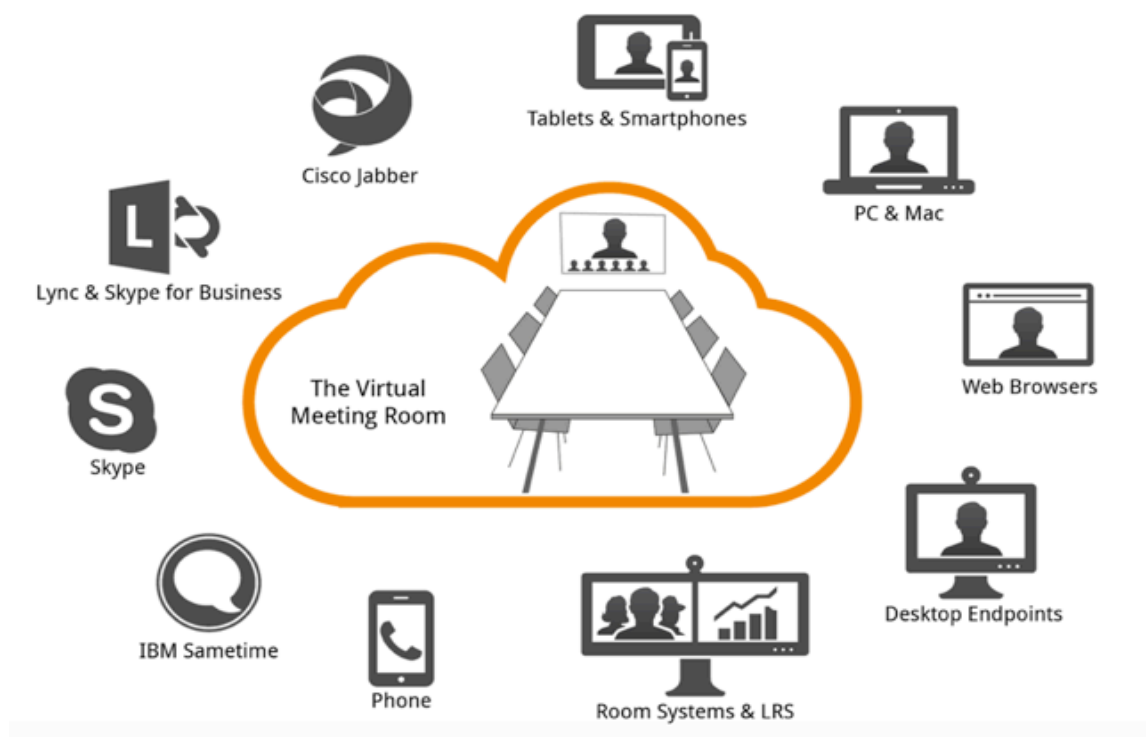 Tablets & Smartphones
Cisco Jabber
PC & Mac
L
Lync & Skype for Business
The Virtual
Meeting Room
Web Browsers
S
Skype
Desktop Endpoints
IBM Sametime
Phone
Room Systems & LRS